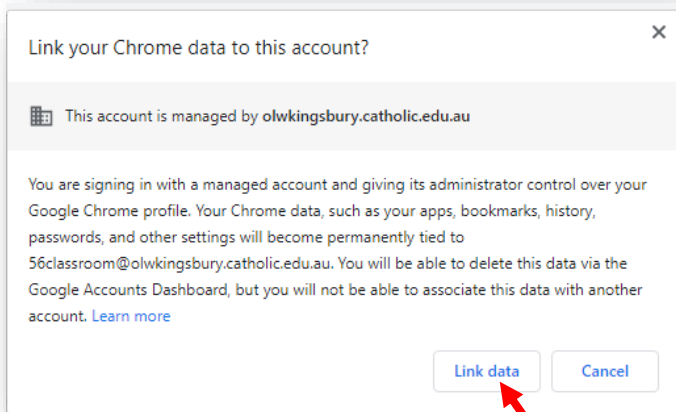 Link your Chrome data to this account?
This account is managed by olwkingsbury.catholic.edu.au
You are signing in with a managed account and giving its administrator control over your
Google Chrome profile. Your Chrome data, such as your apps, bookmarks, history,
passwords, and other settings will become permanently tied to
56classroom@olwkingsbury.catholic.edu.au. You will be able to delete this data via the
Google Accounts Dashboard, but you will not be able to associate this data with another
account. Learn more
Link data Cancel